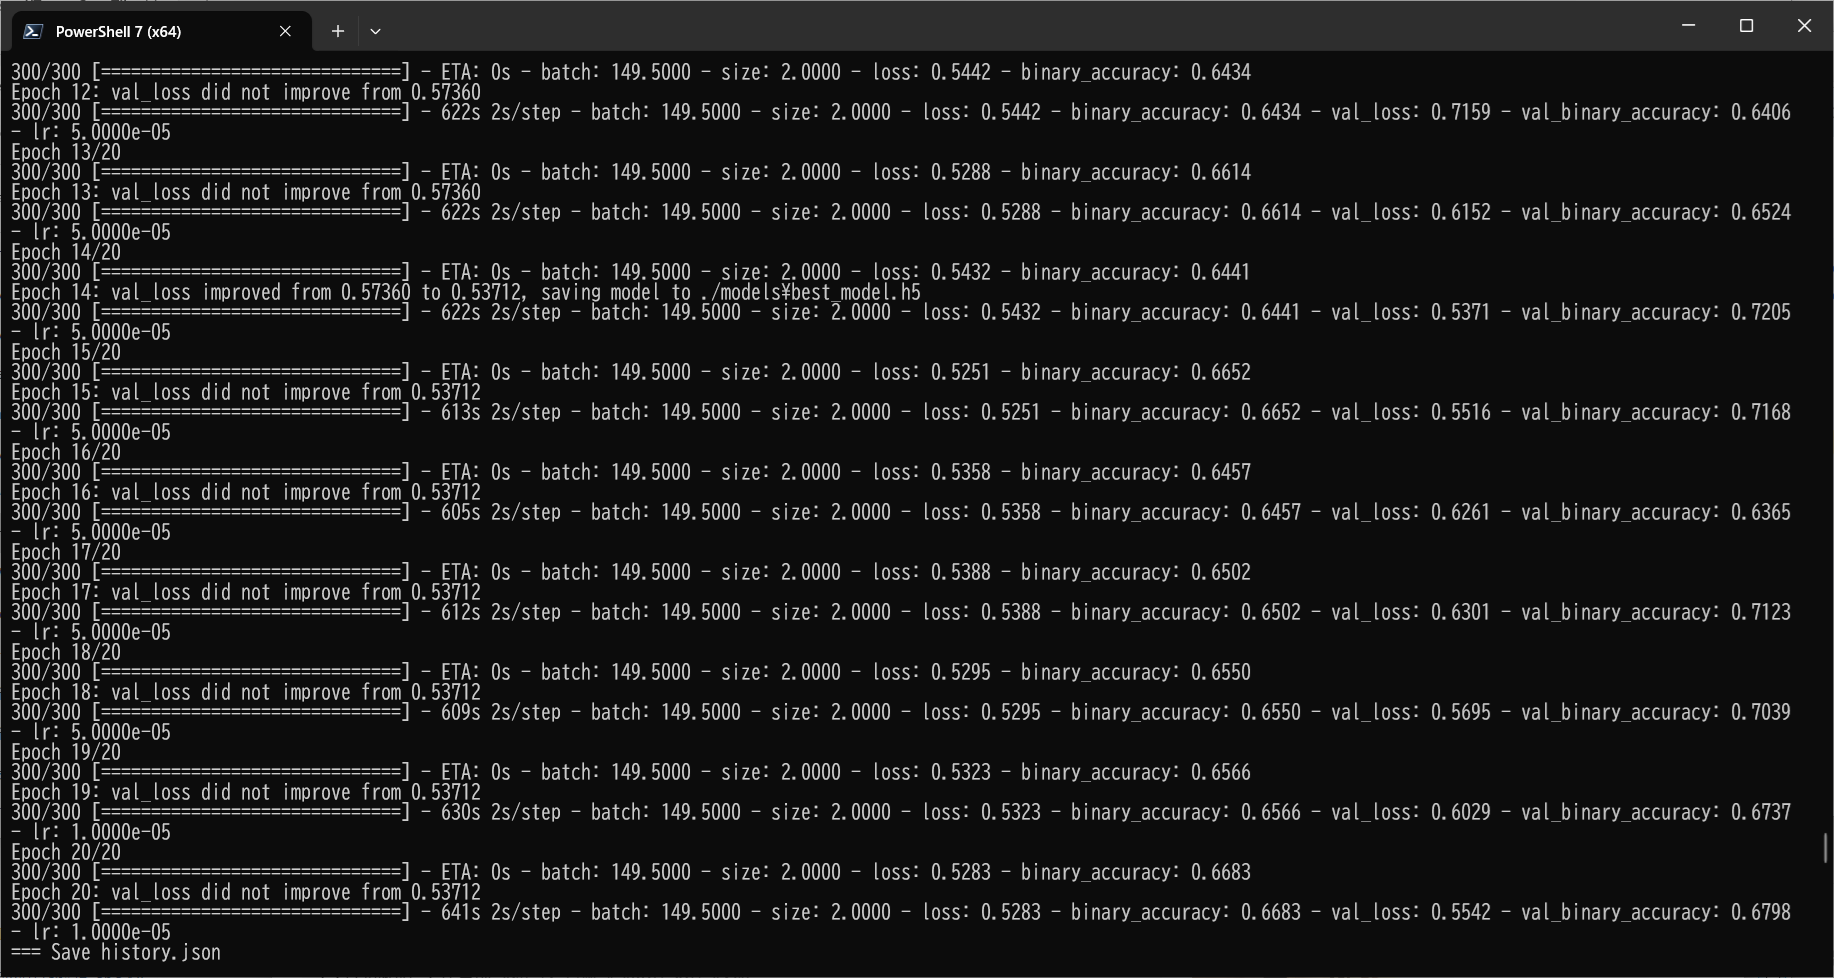 PowerShell 7 (x64)
300/300 [==============================] - ETA: 0s - batch: 149.5000 - size: 2.0000 - loss: 0.5442 - binary_accuracy: 0.6434
Epoch 12: val_loss did not improve from 0.57360
300/300 [==============================] - 622s 2s/step - batch: 149.5000 - size: 2.0000 - loss: 0.5442 - binary_accuracy: 0.6434 - val_loss: 0.7159 - val_binary_accuracy: 0.6406
- lr: 5.0000e-05
Epoch 13/20
300/300 [==============================] - ETA: 0s - batch: 149.5000 - size: 2.0000 - loss: 0.5288 - binary_accuracy: 0.6614
Epoch 13: val_loss did not improve from 0.57360
300/300 [==============================] - 622s 2s/step - batch: 149.5000 - size: 2.0000 - loss: 0.5288 - binary_accuracy: 0.6614 - val_loss: 0.6152 - val_binary_accuracy: 0.6524
- lr: 5.0000e-05
Epoch 14/20
300/300 [==============================] - ETA: 0s - batch: 149.5000 - size: 2.0000 - loss: 0.5432 - binary_accuracy: 0.6441
Epoch 14: val_loss improved from 0.57360 to 0.53712, saving model to ./models¥best_model.h5
300/300 [==============================] - 622s 2s/step - batch: 149.5000 - size: 2.0000 - loss: 0.5432 - binary_accuracy: 0.6441 - val_loss: 0.5371 - val_binary_accuracy: 0.7205
- lr: 5.0000e-05
Epoch 15/20
300/300 [==============================] - ETA: 0s - batch: 149.5000 - size: 2.0000 - loss: 0.5251 - binary_accuracy: 0.6652
Epoch 15: val_loss did not improve from 0.53712
300/300 [==============================] - 613s 2s/step - batch: 149.5000 - size: 2.0000 - loss: 0.5251 - binary_accuracy: 0.6652 - val_loss: 0.5516 - val_binary_accuracy: 0.7168
- lr: 5.0000e-05
Epoch 16/20
300/300 [==============================] - ETA: 0s - batch: 149.5000 - size: 2.0000 - loss: 0.5358 - binary_accuracy: 0.6457
Epoch 16: val_loss did not improve from 0.53712
300/300 [==============================] - 605s 2s/step - batch: 149.5000 - size: 2.0000 - loss: 0.5358 - binary_accuracy: 0.6457 - val_loss: 0.6261 - val_binary_accuracy: 0.6365
- lr: 5.0000e-05
Epoch 17/20
300/300 [==============================] - ETA: 0s - batch: 149.5000 - size: 2.0000 - loss: 0.5388 - binary_accuracy: 0.6502
Epoch 17: val_loss did not improve from 0.53712
300/300 [==============================] - 612s 2s/step - batch: 149.5000 - size: 2.0000 - loss: 0.5388 - binary_accuracy: 0.6502 - val_loss: 0.6301 - val_binary_accuracy: 0.7123
- lr: 5.0000e-05
Epoch 18/20
300/300 [==============================] - ETA: 0s - batch: 149.5000 - size: 2.0000 - loss: 0.5295 - binary_accuracy: 0.6550
Epoch 18: val_loss did not improve from 0.53712
300/300 [==============================] - 609s 2s/step - batch: 149.5000 - size: 2.0000 - loss: 0.5295 - binary_accuracy: 0.6550 - val_loss: 0.5695 - val_binary_accuracy: 0.7039
- lr: 5.0000e-05
Epoch 19/20
300/300 [==============================] - ETA: 0s - batch: 149.5000 - size: 2.0000 - loss: 0.5323 - binary_accuracy: 0.6566
Epoch 19: val_loss did not improve from 0.53712
300/300 [==============================] - 630s 2s/step - batch: 149.5000 - size: 2.0000 - loss: 0.5323 - binary_accuracy: 0.6566 - val_loss: 0.6029 - val_binary_accuracy: 0.6737
- lr: 1.0000e-05
Epoch 20/20
300/300 [==============================] - ETA: 0s - batch: 149.5000 - size: 2.0000 - loss: 0.5283 - binary_accuracy: 0.6683
Epoch 20: val_loss did not improve from 0.53712
300/300 [==============================] - 641s 2s/step - batch: 149.5000 - size: 2.0000 - loss: 0.5283 - binary_accuracy: 0.6683 - val_loss: 0.5542 - val_binary_accuracy: 0.6798
- lr: 1.0000e-05
=== Save history.json